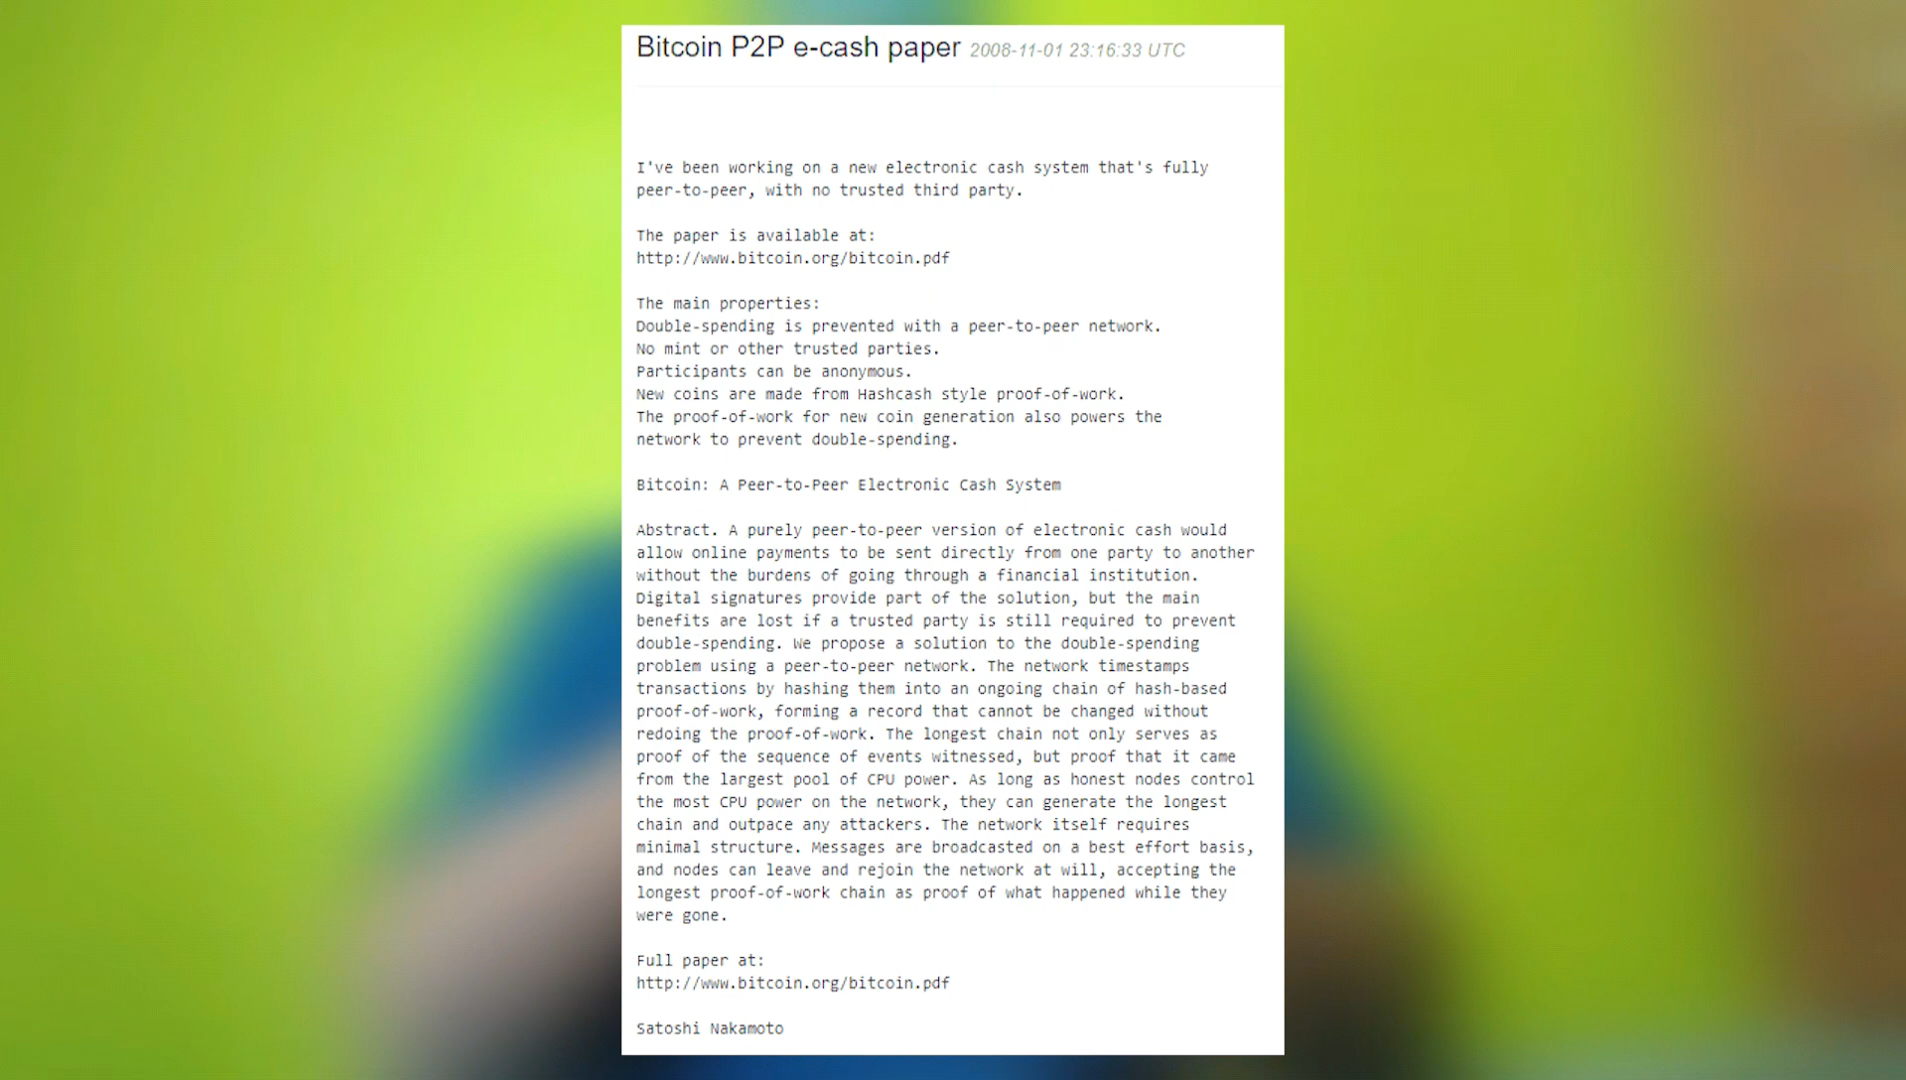 Bitcoin P2P e-cash paper 2008-11-01 23:16:33 UTC
I've been working on a new electronic cash system that's fully
peer-to-peer, with no trusted third party.
The paper is available at:
http://www.bitcoin.org/bitcoin.pdf
The main properties:
Double-spending is prevented with a peer-to-peer network.
No mint or other trusted parties.
Participants can be anonymous.
New coins are made from Hashcash style proof-of-work.
The proof-of-work for new coin generation also powers the
network to prevent double-spending.
Bitcoin: A Peer-to-Peer Electronic Cash System
Abstract. A purely peer-to-peer version of electronic cash would
allow online payments to be sent directly from one party to another
without the burdens of going through a financial institution.
Digital signatures provide part of the solution, but the main
benefits are lost if a trusted party is still required to prevent
double-spending. We propose a solution to the double-spending
problem using a peer-to-peer network. The network timestamps
transactions by hashing them into an ongoing chain of hash-based
proof-of-work, forming a record that cannot be changed without
redoing the proof-of-work. The longest chain not only serves as
proof of the sequence of events witnessed, but proof that it came
from the largest pool of CPU power. As long as honest nodes control
the most CPU power on the network, they can generate the longest
chain and outpace any attackers. The network itself requires
minimal structure. Messages are broadcasted on a best effort basis,
and nodes can leave and rejoin the network at will, accepting the
longest proof-of-work chain as proof of what happened while they
were gone.
Full paper at:
http://www.bitcoin.org/bitcoin.pdf
Satoshi Nakamoto